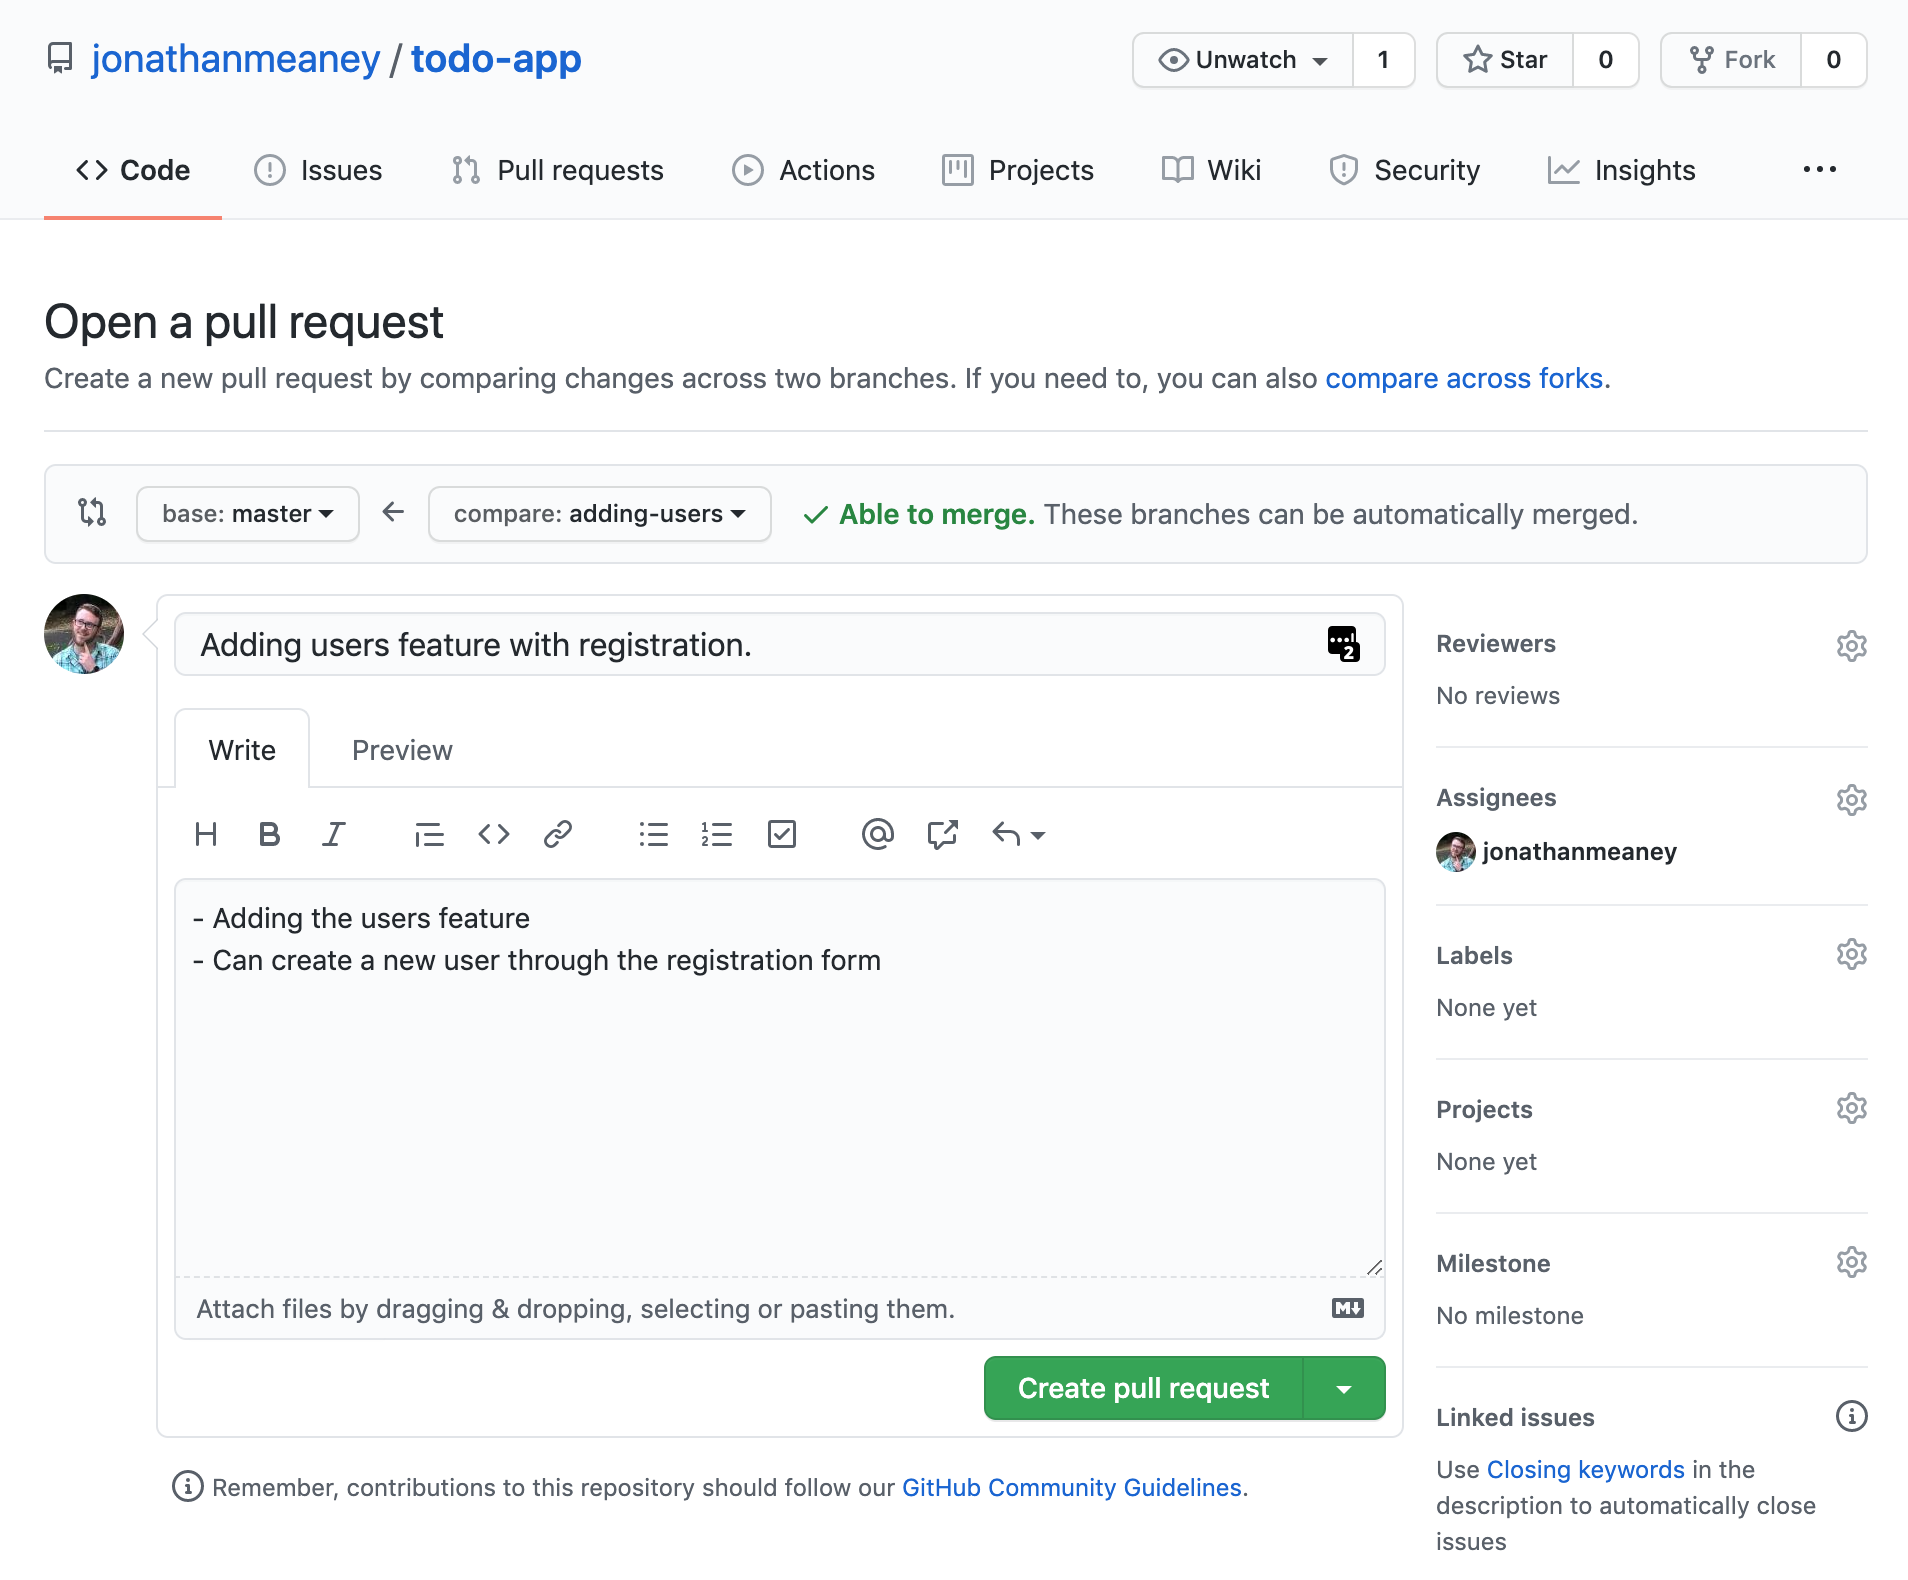 jonathanmeaney / todo-app
Unwatch 1 Star 0 Fork 0
Code Issues Pull requests Actions Projects Wiki Security Insights ...
Open a pull request
Create a new pull request by comparing changes across two branches. If you need to, you can also compare across forks.
base: master compare: adding-users Able to merge. These branches can be automatically merged.
Adding users feature with registration.
2
Write Preview
H B I
- Adding the users feature
- Can create a new user through the registration form
Attach files by dragging & dropping, selecting or pasting them.
M
Create pull request
Remember, contributions to this repository should follow our GitHub Community Guidelines.
Reviewers
No reviews
Assignees
jonathanmeaney
Labels
None yet
Projects
None yet
Milestone
No milestone
Linked issues
Use Closing keywords in the
description to automatically close
issues